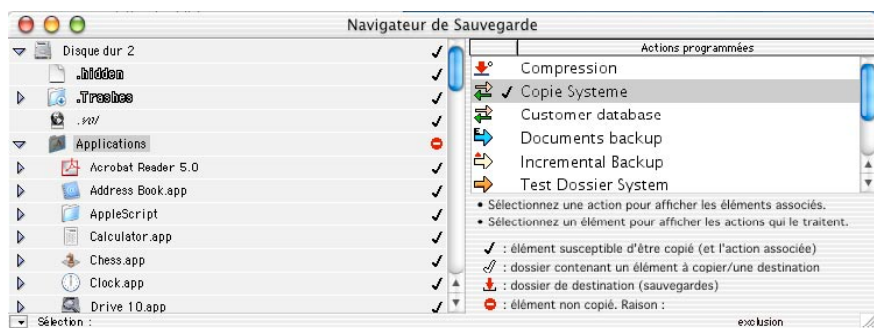 Navigateur de Sauvegarde
Disque dur 2
.hidden
.Trashes
.vol
Applications
Acrobat Reader 5.0
Address Book.app
AppleScript
Calculator.app
Chess.app
Clock.app
Drive 10.app
Sélection :
Actions programmées
Compression
Copie Systeme
Customer database
Documents backup
Incremental Backup
Test Dossier System
• Sélectionnez une action pour afficher les éléments associés.
• Sélectionnez un élément pour afficher les actions qui le traitent.
: élément susceptible d'être copié (et l'action associée)
: dossier contenant un élément à copier/une destination
: dossier de destination (sauvegardes)
: élément non copié. Raison :
exclusion